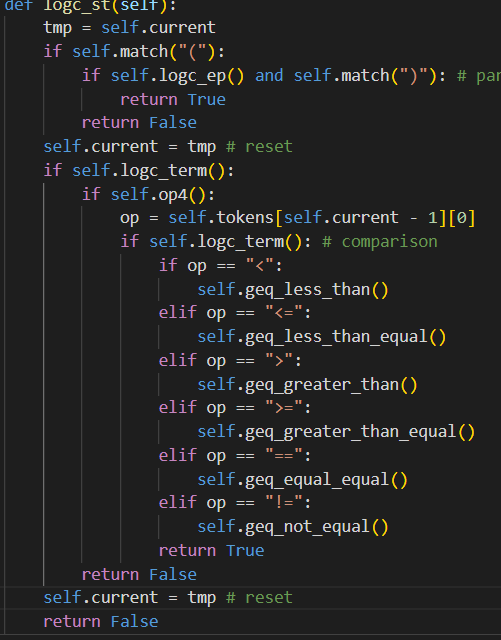 def logc_st(self):
    tmp = self.current
    if self.match("("):
        if self.logc_ep() and self.match(")"): # par
            return True
        return False
    self.current = tmp # reset
    if self.logc_term():
        if self.op4():
            op = self.tokens[self.current - 1][0]
            if self.logc_term(): # comparison
                if op == "<":
                    self.geq_less_than()
                elif op == "<=":
                    self.geq_less_than_equal()
                elif op == ">":
                    self.geq_greater_than()
                elif op == ">=":
                    self.geq_greater_than_equal()
                elif op == "==":
                    self.geq_equal_equal()
                elif op == "!=":
                    self.geq_not_equal()
                return True
        return False
    self.current = tmp # reset
    return False